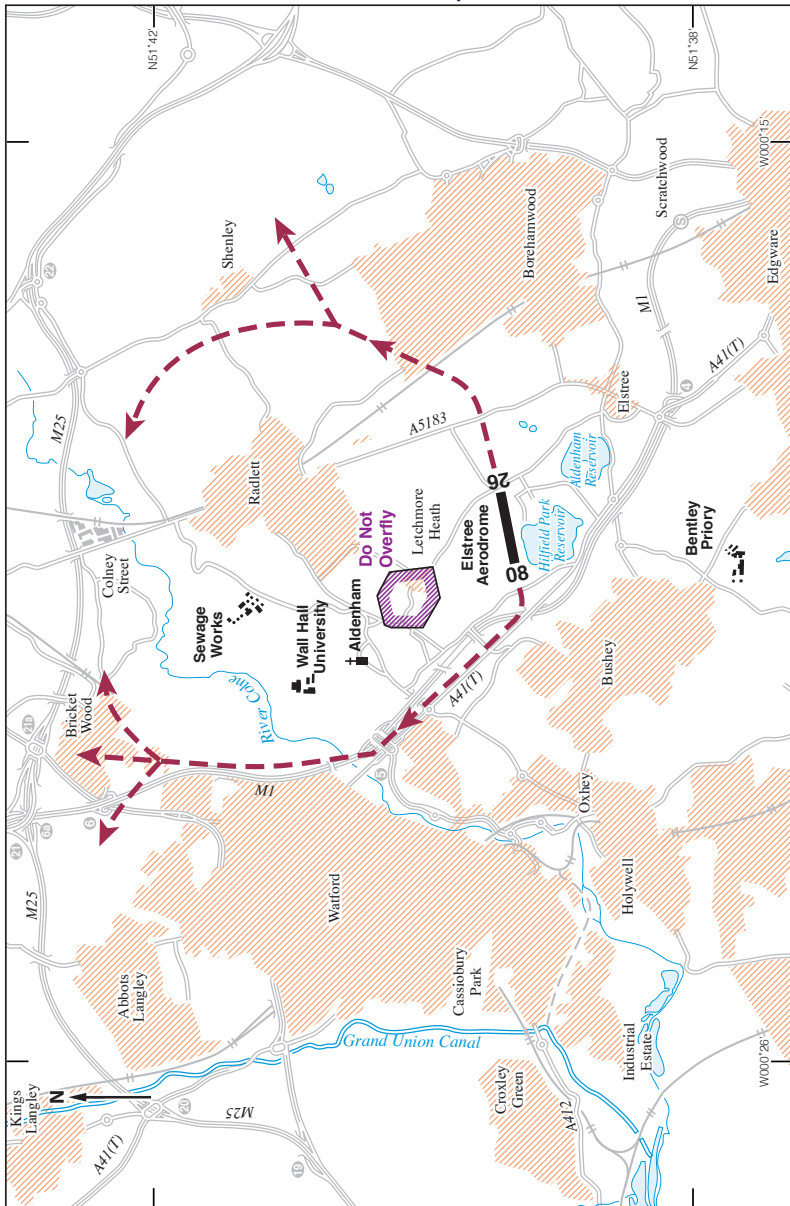 N51°42'
N51°38'
W000°15'
W000°26'
N
Kings
Langley
A41(T)
20
M25
19
Abbots
Langley
M25
21
21a
6a
6
Bricket
Wood
Colney
Street
M25
22
Shenley
Radlett
Sewage
Works
Wall Hall
University
Aldenham
River Colne
M1
5
Watford
Cassiobury
Park
Grand Union Canal
Croxley
Green
A412
Industrial
Estate
Holywell
Oxhey
Bushey
A41(T)
Do Not
Overfly
Letchmore
Heath
Elstree
Aerodrome
08
26
Hilfield Park
Reservoir
Aldenham
Reservoir
A5183
Elstree
Borehamwood
Scratchwood
S
M1
4
A41(T)
Edgware
Bentley
Priory